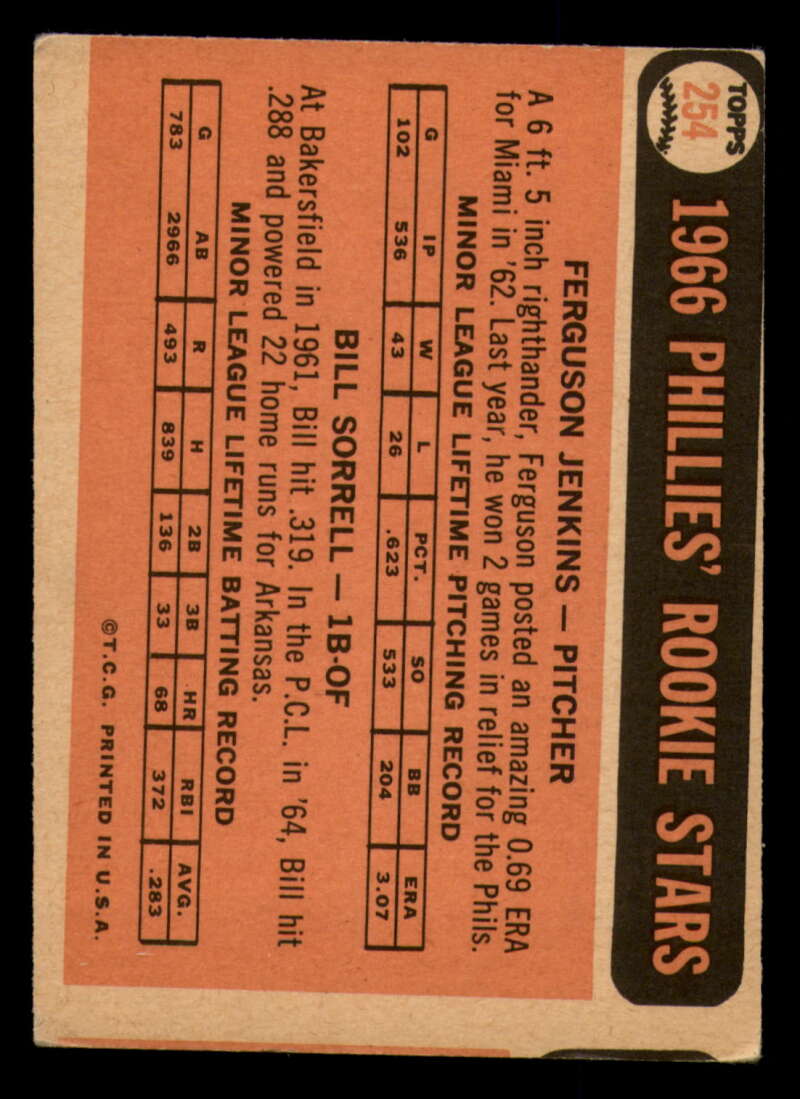 TOPPS
254
1966 PHILLIES' ROOKIE STARS
FERGUSON JENKINS — PITCHER
A 6 ft. 5 inch righthander, Ferguson posted an amazing 0.69 ERA
for Miami in '62. Last year, he won 2 games in relief for the Phils.
MINOR LEAGUE LIFETIME PITCHING RECORD
G IP W L PCT. SO BB ERA
102 536 43 26 .623 533 204 3.07
BILL SORRELL — 1B-OF
At Bakersfield in 1961, Bill hit .319. In the P.C.L. in '64, Bill hit
.288 and powered 22 home runs for Arkansas.
MINOR LEAGUE LIFETIME BATTING RECORD
G AB R H 2B 3B HR RBI AVG.
783 2966 493 839 136 33 68 372 .283
©T.C.G. PRINTED IN U.S.A.